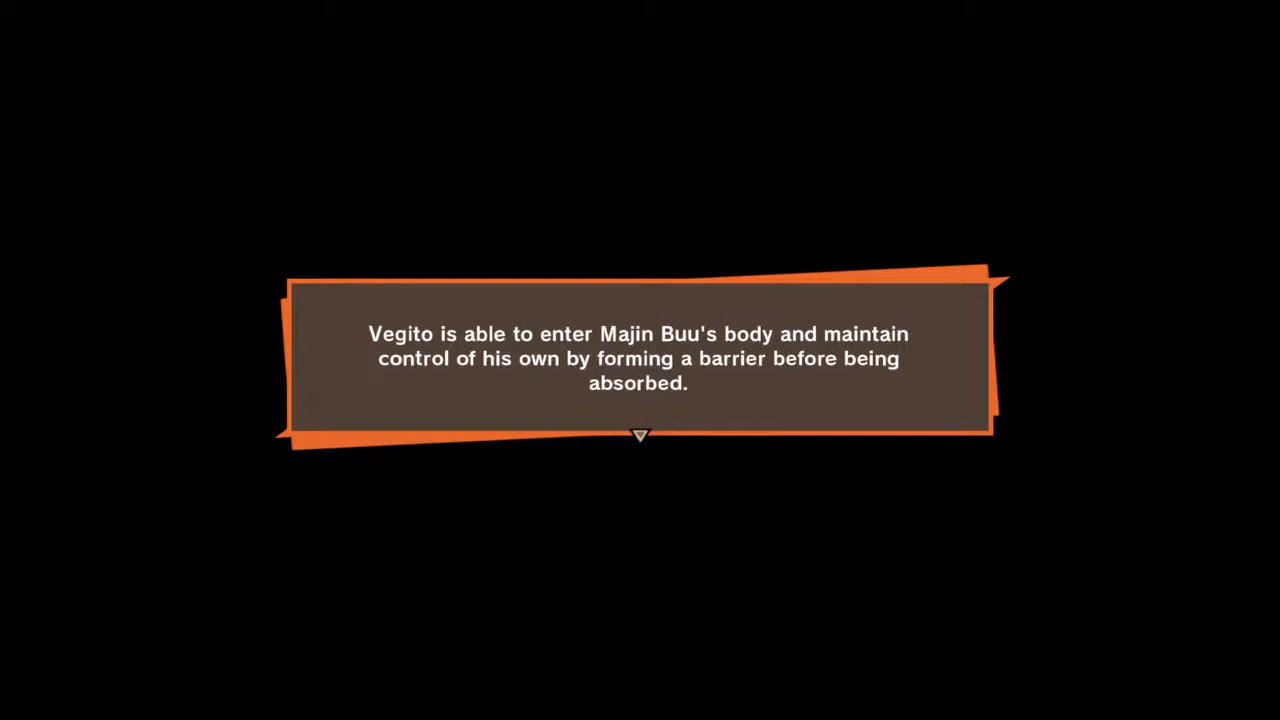 Vegito is able to enter Majin Buu's body and maintain
control of his own by forming a barrier before being
absorbed.